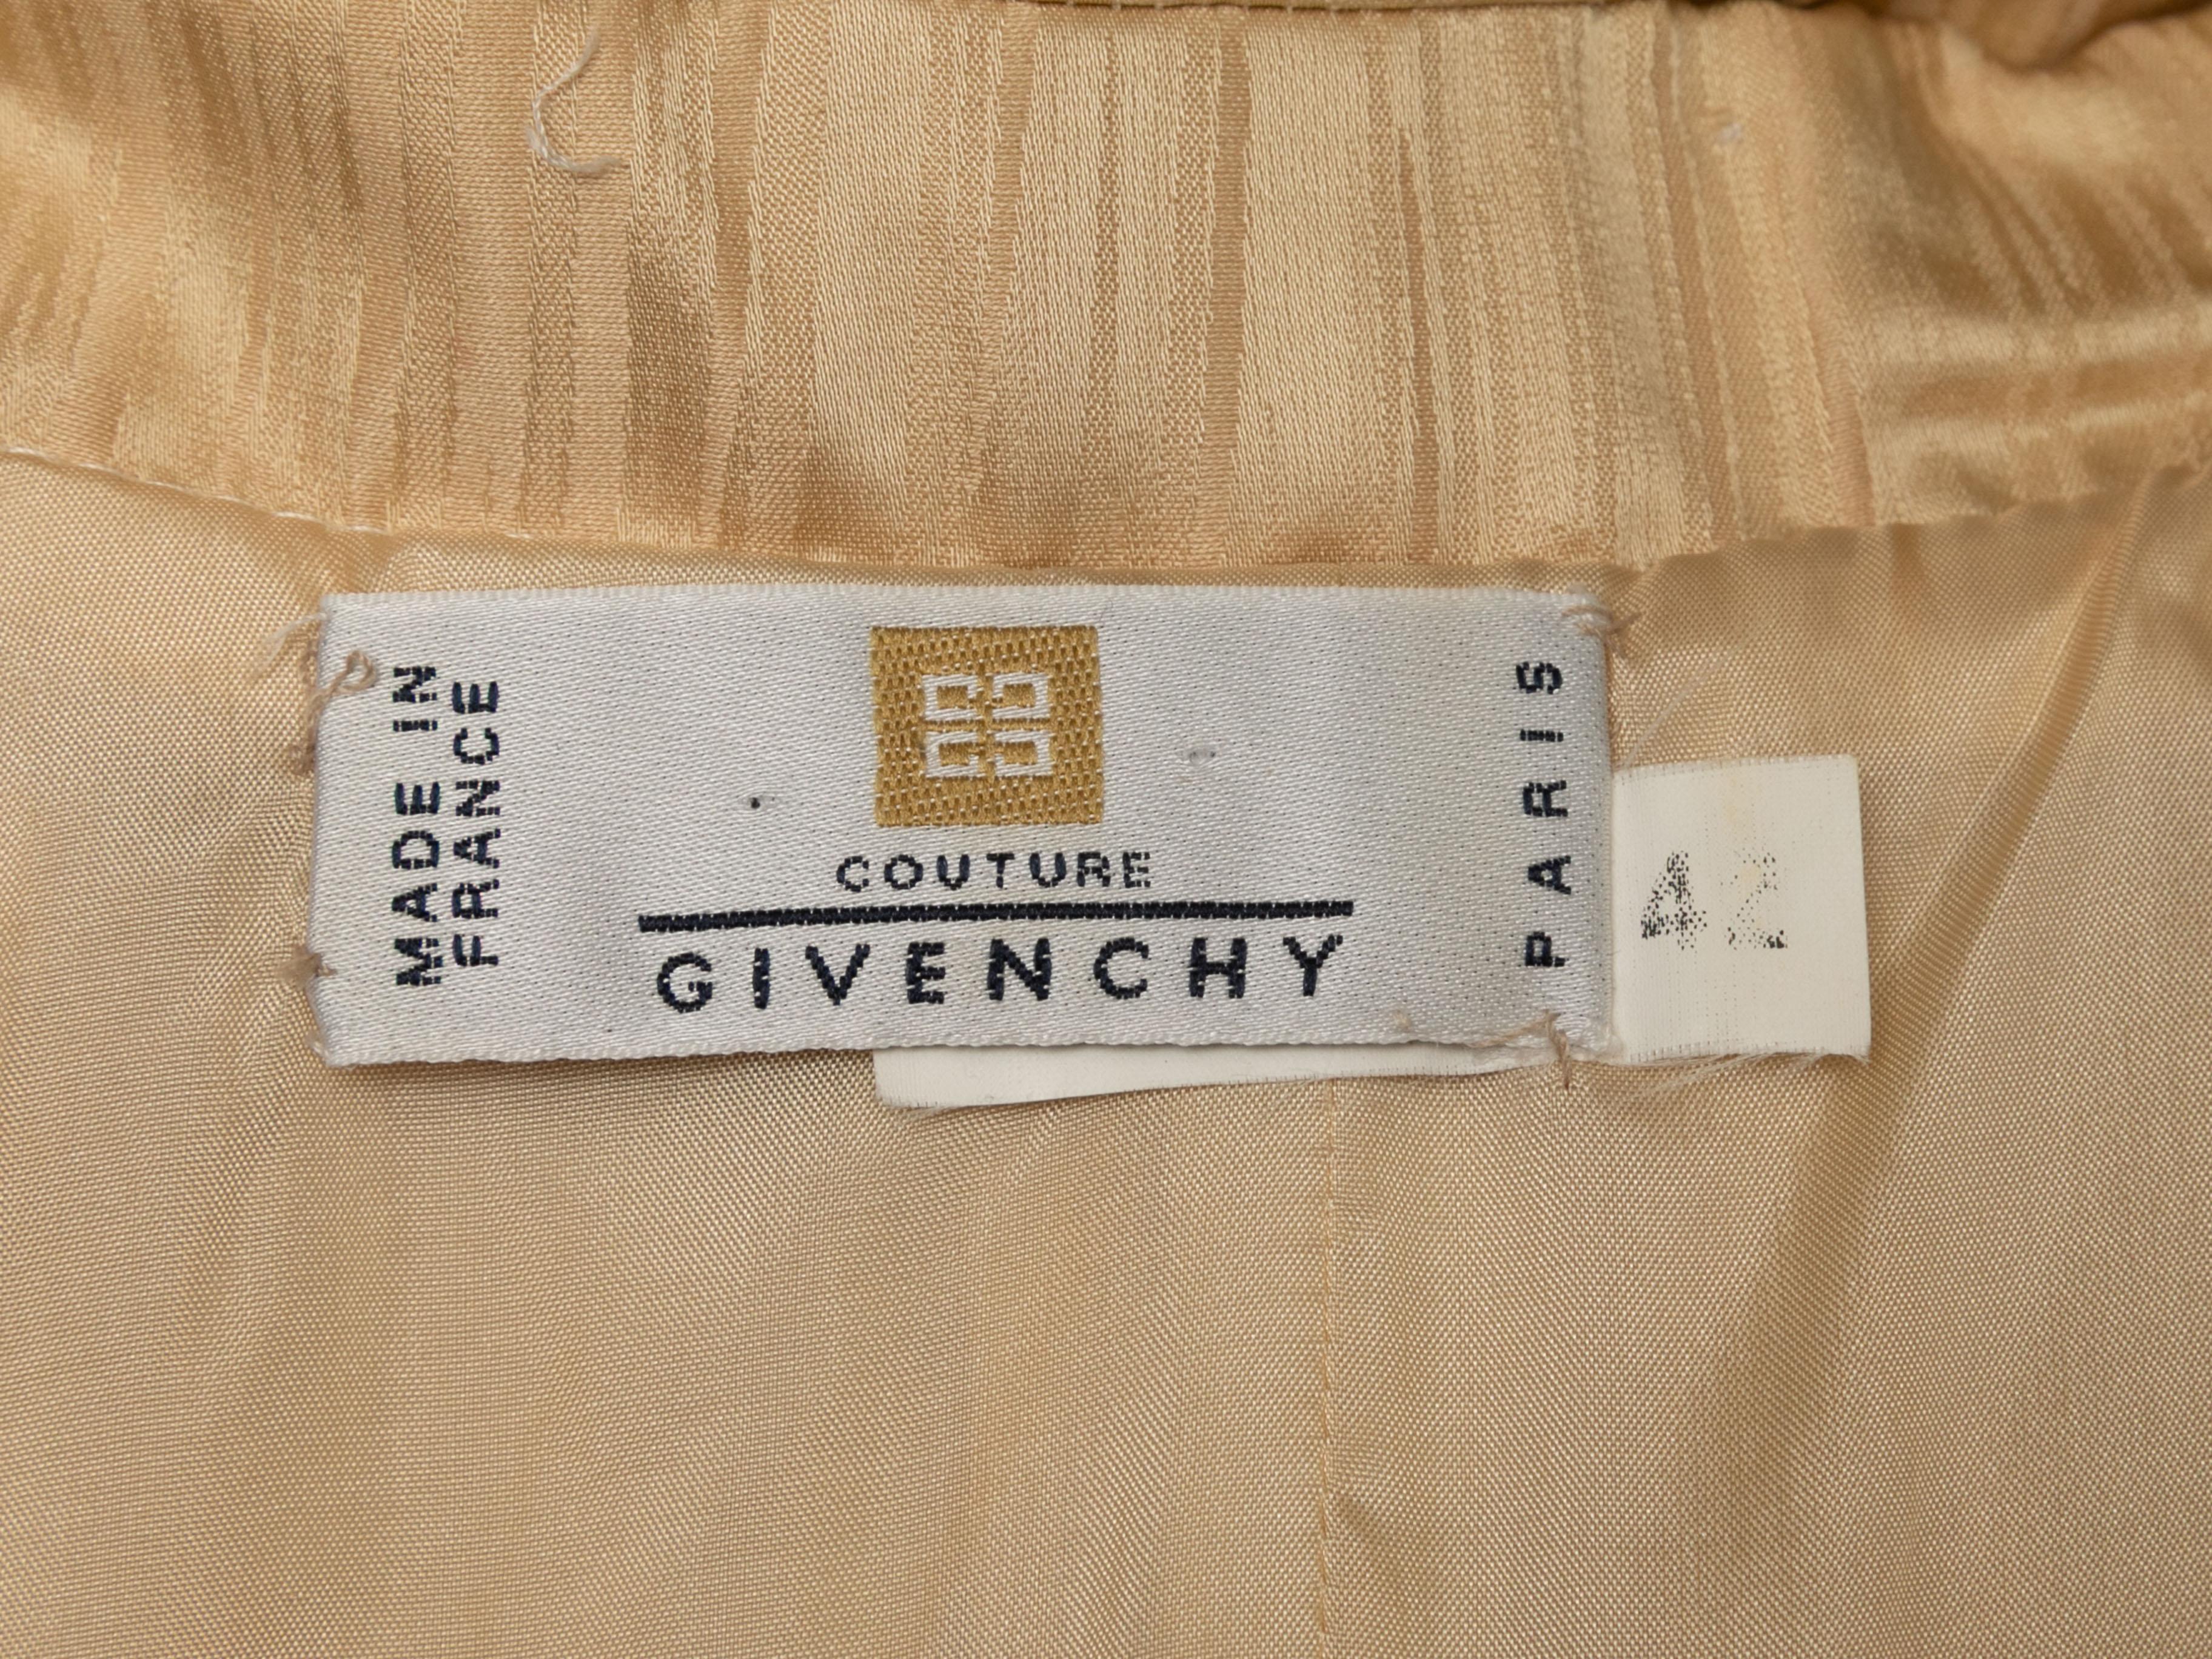 MADE IN
FRANCE
COUTURE
GIVENCHY
PARIS
42